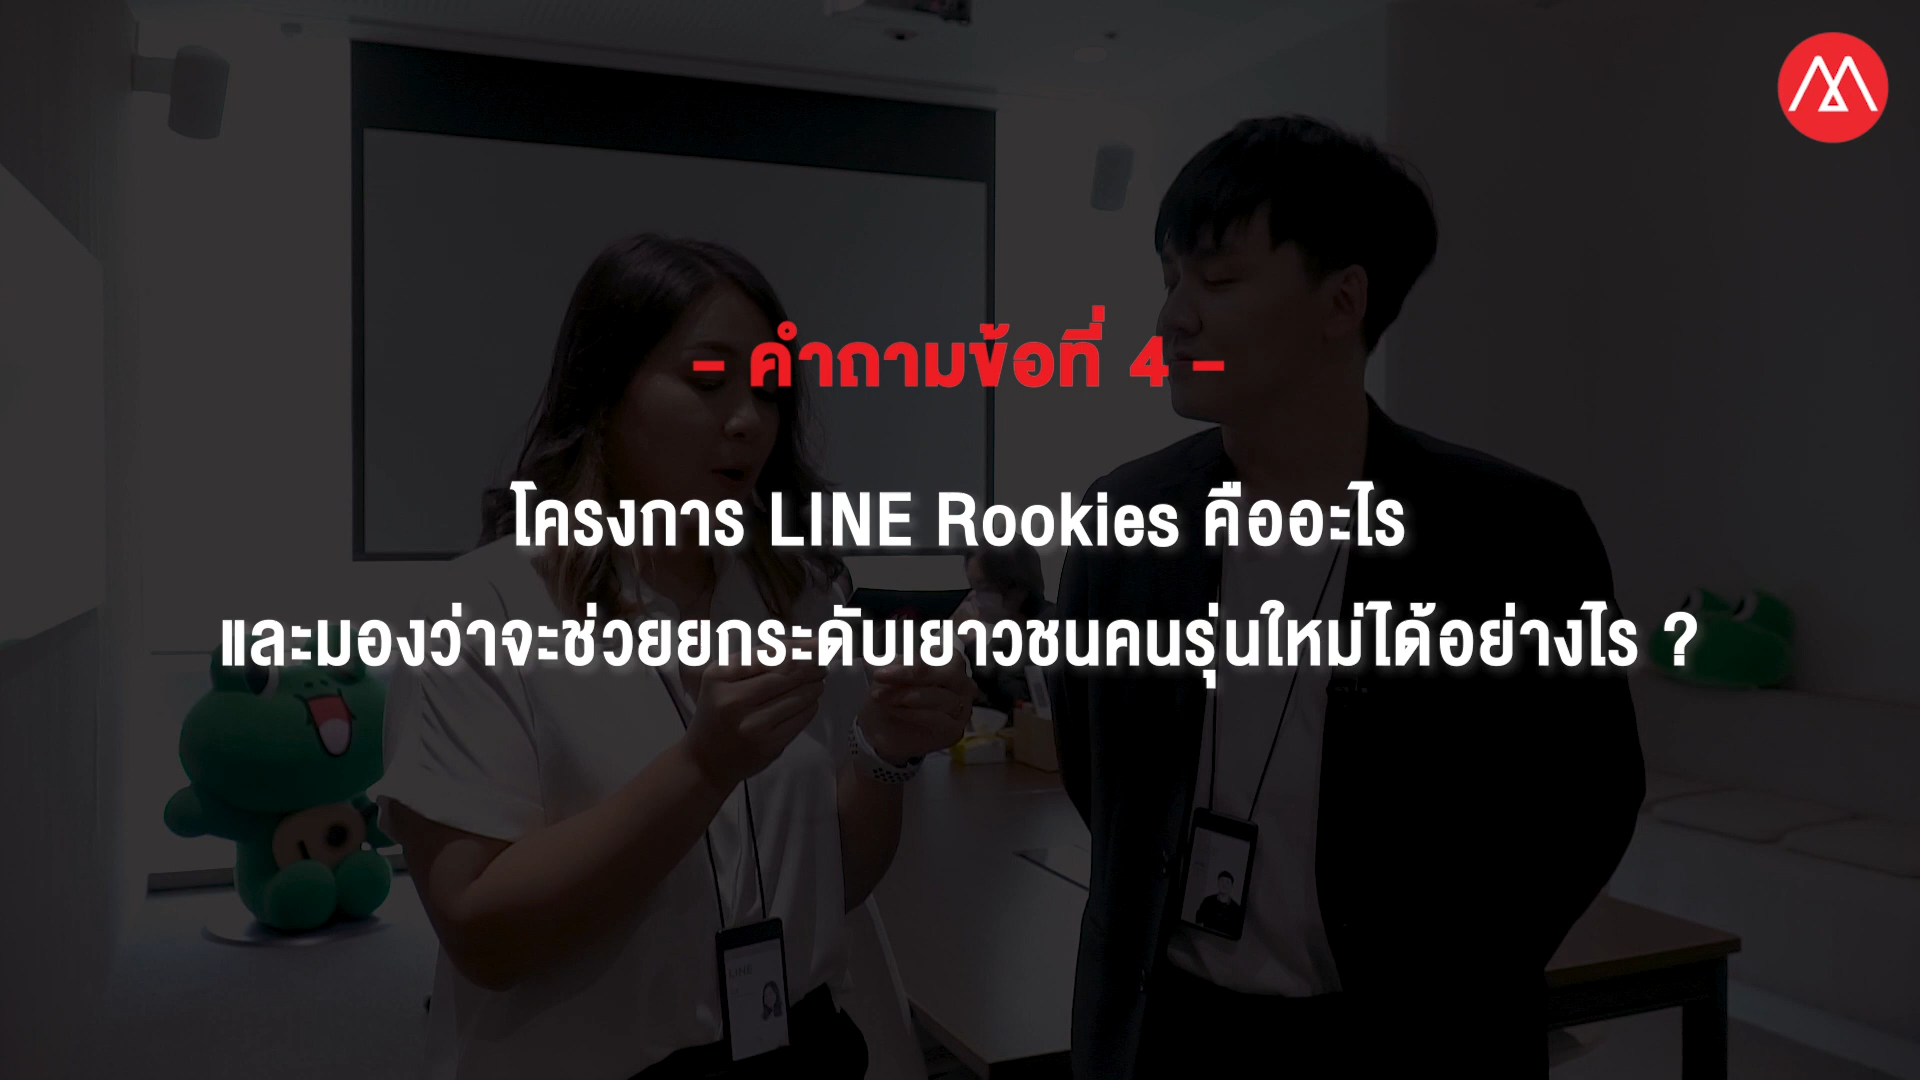 – คำถามข้อที่ 4 –
โครงการ LINE Rookies คืออะไร
และมองว่าจะช่วยยกระดับเยาวชนคนรุ่นใหม่ได้อย่างไร ?
LINE